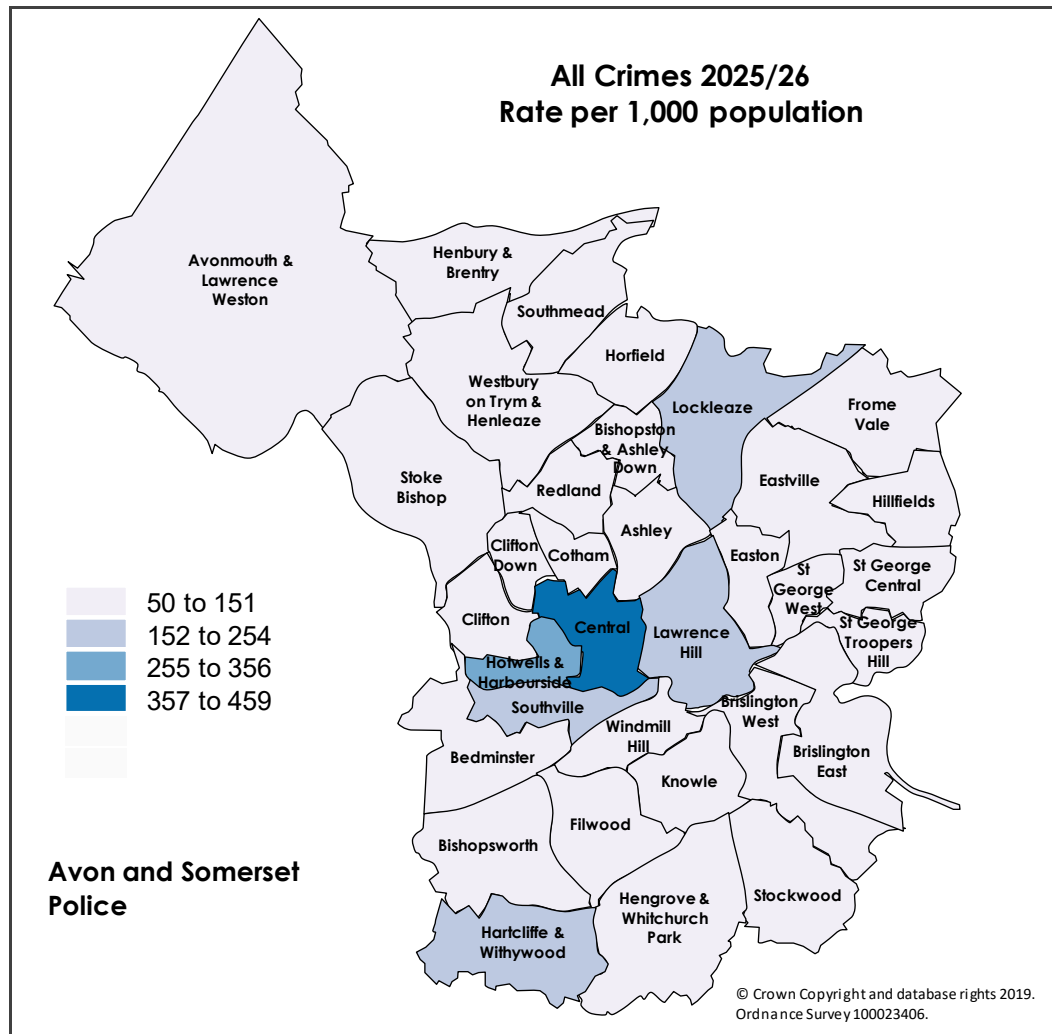 All Crimes 2025/26
Rate per 1,000 population
Avonmouth &
Lawrence
Weston
Henbury &
Brentry
Southmead
Horfield
Westbury
on Trym &
Henleaze
Lockleaze
Frome
Vale
Bishopston
& Ashley
Down
Stoke
Bishop
Redland
Eastville
Hillfields
Ashley
Clifton
Down
Cotham
Easton
St
George
West
St George
Central
Clifton
Central
Lawrence
Hill
St George
Troopers
Hill
Hotwells &
Harbourside
Southville
Windmill
Hill
Brislington
West
Brislington
East
Bedminster
Knowle
Filwood
Bishopsworth
Stockwood
Hengrove &
Whitchurch
Park
Hartcliffe &
Withywood
50 to 151
152 to 254
255 to 356
357 to 459
Avon and Somerset
Police
© Crown Copyright and database rights 2019.
Ordnance Survey 100023406.